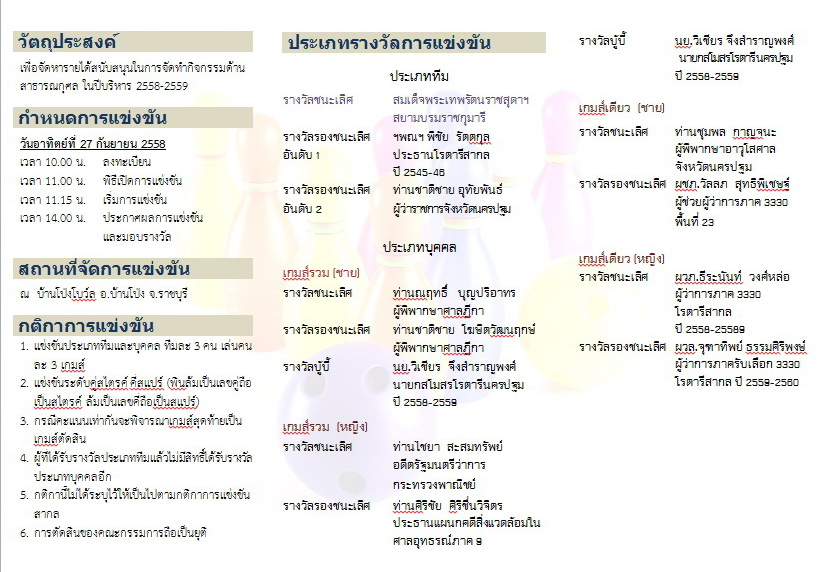 วัตถุประสงค์
เพื่อจัดหารายได้สนับสนุนในการจัดทำกิจกรรมด้าน
สาธารณกุศล ในปีบริหาร 2558-2559
กำหนดการแข่งขัน
วันอาทิตย์ที่ 27 กันยายน 2558
เวลา 10.00 น. ลงทะเบียน
เวลา 11.00 น. พิธีเปิดการแข่งขัน
เวลา 11.15 น. เริ่มการแข่งขัน
เวลา 14.00 น. ประกาศผลการแข่งขัน
และมอบรางวัล
สถานที่จัดการแข่งขัน
ณ บ้านโป่งโบว์ล อ.บ้านโป่ง จ.ราชบุรี
กติกาการแข่งขัน
1. แข่งขันประเภททีมและบุคคล ทีมละ 3 คน เล่นคน
ละ 3 เกมส์
2. แข่งขันระดับคู่สไตรค์ คี่สแปร์ (พินล้มเป็นเลขคู่ถือ
เป็นสไตรค์ ล้มเป็นเลขคี่ถือเป็นสแปร์)
3. กรณีคะแนนเท่ากันจะพิจารณาเกมส์สุดท้ายเป็น
เกมส์ตัดสิน
4. ผู้ที่ได้รับรางวัลประเภททีมแล้วไม่มีสิทธิ์ได้รับรางวัล
ประเภทบุคคลอีก
5. กติกานี้ไม่ได้ระบุไว้ให้เป็นไปตามกติกาการแข่งขัน
สากล
6. การตัดสินของคณะกรรมการถือเป็นยุติ
ประเภทรางวัลการแข่งขัน
ประเภททีม
รางวัลชนะเลิศ สมเด็จพระเทพรัตนราชสุดาฯ
สยามบรมราชกุมารี
รางวัลรองชนะเลิศ ฯพณฯ พิชัย รัตตกุล
อันดับ 1 ประธานโรตารีสากล
ปี 2545-46
รางวัลรองชนะเลิศ ท่านชาติชาย อุทัยพันธ์
อันดับ 2 ผู้ว่าราชการจังหวัดนครปฐม
ประเภทบุคคล
เกมส์รวม (ชาย)
รางวัลชนะเลิศ ท่านณฤทธิ์ บุญปริอาทร
ผู้พิพากษาศาลฎีกา
รางวัลรองชนะเลิศ ท่านชาติชาย โฆษิตวัฒนฤกษ์
ผู้พิพากษาศาลฎีกา
รางวัลบู้บี้ นย.วิเชียร จึงสำราญพงศ์
นายกสโมสรโรตารีนครปฐม
ปี 2558-2559
เกมส์รวม (หญิง)
รางวัลชนะเลิศ ท่านไชยา สะสมทรัพย์
อดีตรัฐมนตรีว่าการ
กระทรวงพาณิชย์
รางวัลรองชนะเลิศ ท่านศิริชัย ศิริชื่นวิจิตร
ประธานแผนกคดีสิ่งแวดล้อมใน
ศาลอุทธรณ์ภาค 9
รางวัลบู้บี้ นย.วิเชียร จึงสำราญพงศ์
นายกสโมสรโรตารีนครปฐม
ปี 2558-2559
เกมส์เดียว (ชาย)
รางวัลชนะเลิศ ท่านชุมพล กาญจนะ
ผู้พิพากษาอาวุโสศาล
จังหวัดนครปฐม
รางวัลรองชนะเลิศ ผชภ.วัลลภ สุทธิพิเชษฐ์
ผู้ช่วยผู้ว่าการภาค 3330
พื้นที่ 23
เกมส์เดียว (หญิง)
รางวัลชนะเลิศ ผวภ.ธีระนันท์ วงศ์หล่อ
ผู้ว่าการภาค 3330
โรตารีสากล
ปี 2558-25589
รางวัลรองชนะเลิศ ผวล.จุฑาทิพย์ ธรรมศิริพงษ์
ผู้ว่าการภาครับเลือก 3330
โรตารีสากล ปี 2559-2560